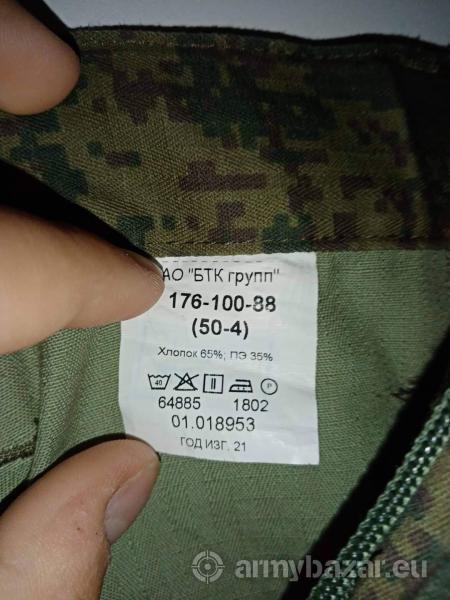 АО "БТК групп"
176-100-88
(50-4)
Хлопок 65%; ПЭ 35%
40 P
64885 1802
01.018953
ГОД ИЗГ. 21
armybazar.eu